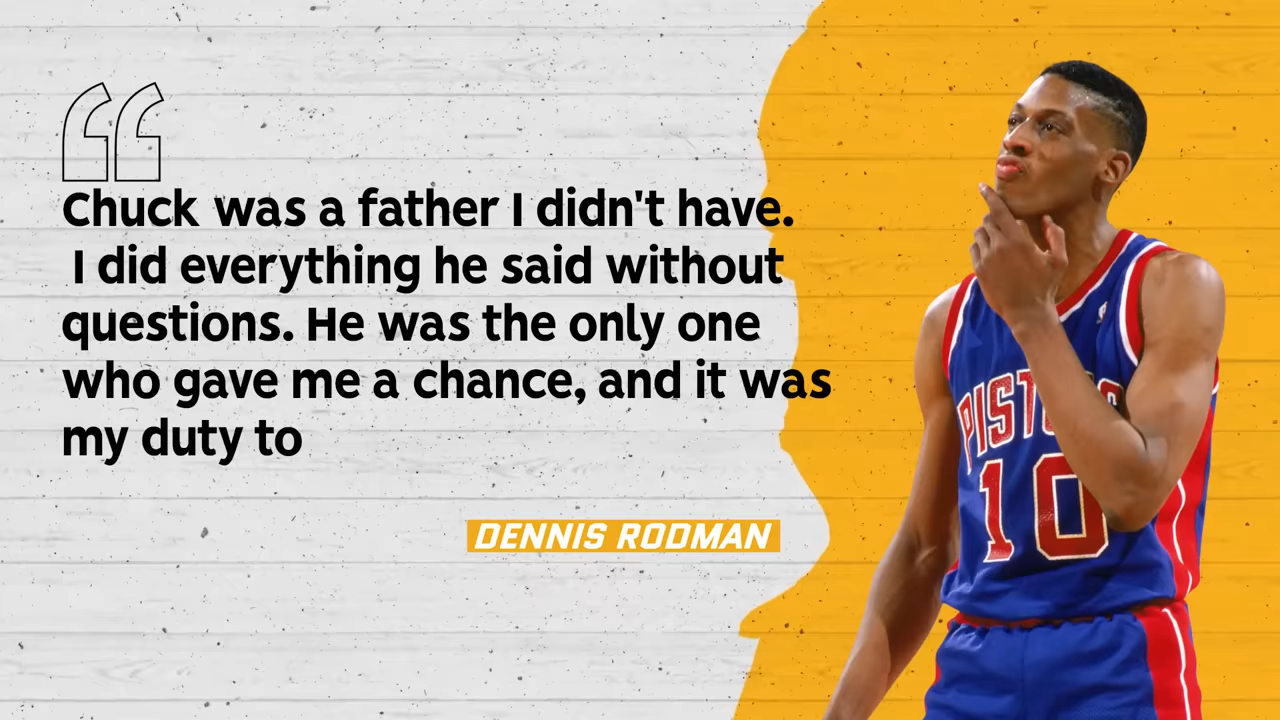 Chuck was a father I didn't have.
I did everything he said without
questions. He was the only one
who gave me a chance, and it was
my duty to
DENNIS RODMAN
PISTONS
10